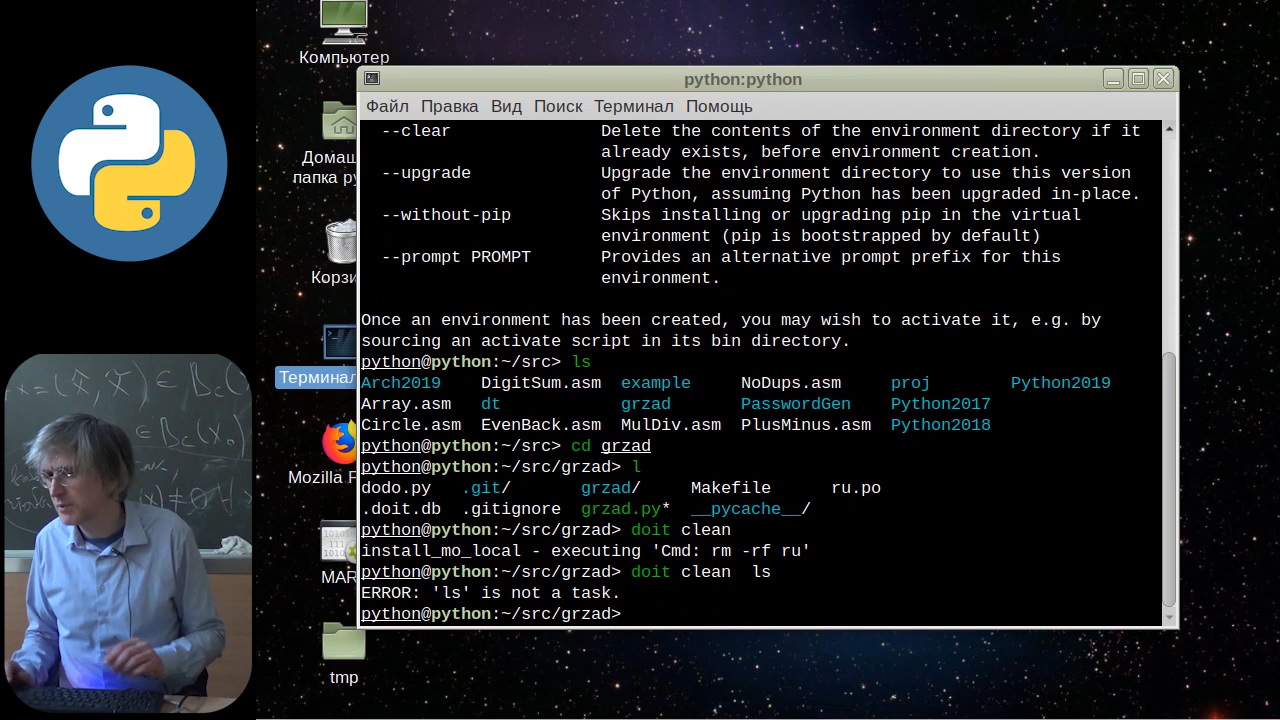 Компьютер
Домаш
папка py
Корзи
Терминал
Mozilla F
MAR
tmp
python:python
Файл Правка Вид Поиск Терминал Помощь
--clear Delete the contents of the environment directory if it
already exists, before environment creation.
--upgrade Upgrade the environment directory to use this version
of Python, assuming Python has been upgraded in-place.
--without-pip Skips installing or upgrading pip in the virtual
environment (pip is bootstrapped by default)
--prompt PROMPT Provides an alternative prompt prefix for this
environment.
Once an environment has been created, you may wish to activate it, e.g. by
sourcing an activate script in its bin directory.
python@python:~/src> ls
Arch2019 DigitSum.asm example NoDups.asm proj Python2019
Array.asm dt grzad PasswordGen Python2017
Circle.asm EvenBack.asm MulDiv.asm PlusMinus.asm Python2018
python@python:~/src> cd grzad
python@python:~/src/grzad> l
dodo.py .git/ grzad/ Makefile ru.po
.doit.db .gitignore grzad.py* __pycache__/
python@python:~/src/grzad> doit clean
install_mo_local - executing 'Cmd: rm -rf ru'
python@python:~/src/grzad> doit clean  ls
ERROR: 'ls' is not a task.
python@python:~/src/grzad>